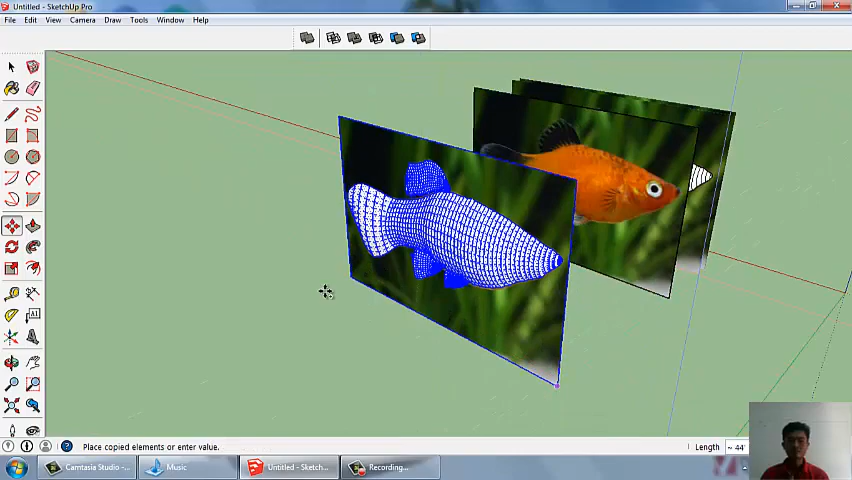 Untitled - SketchUp Pro
File Edit View Camera Draw Tools Window Help
Place copied elements or enter value.
Length ~ 44'
Camtasia Studio -... Music Untitled - Sketch... Recording...